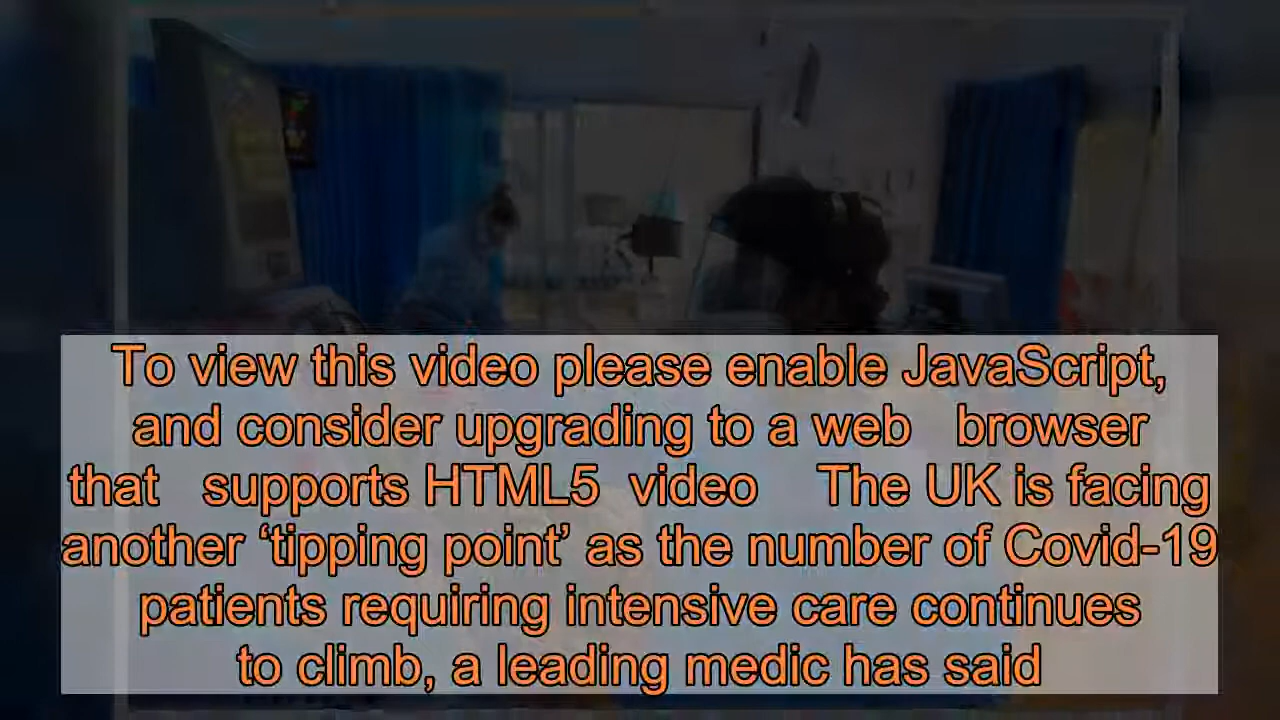 To view this video please enable JavaScript,
and consider upgrading to a web browser
that supports HTML5 video The UK is facing
another ‘tipping point’ as the number of Covid-19
patients requiring intensive care continues
to climb, a leading medic has said